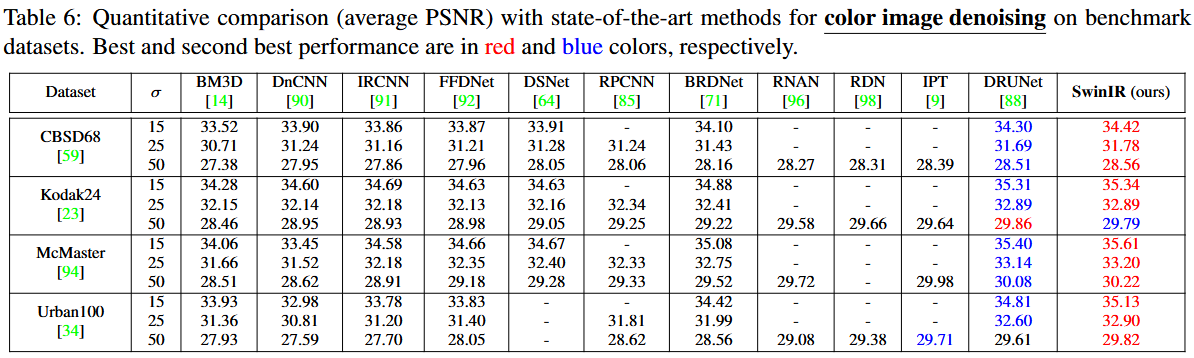 Table 6: Quantitative comparison (average PSNR) with state-of-the-art methods for color image denoising on benchmark
datasets. Best and second best performance are in red and blue colors, respectively.
Dataset σ BM3D [14] DnCNN [90] IRCNN [91] FFDNet [92] DSNet [64] RPCNN [85] BRDNet [71] RNAN [96] RDN [98] IPT [9] DRUNet [88] SwinIR (ours)
CBSD68 [59] 15 33.52 33.90 33.86 33.87 33.91 - 34.10 - - - 34.30 34.42
25 30.71 31.24 31.16 31.21 31.28 31.24 31.43 - - - 31.69 31.78
50 27.38 27.95 27.86 27.96 28.05 28.06 28.16 28.27 28.31 28.39 28.51 28.56
Kodak24 [23] 15 34.28 34.60 34.69 34.63 34.63 - 34.88 - - - 35.31 35.34
25 32.15 32.14 32.18 32.13 32.16 32.34 32.41 - - - 32.89 32.89
50 28.46 28.95 28.93 28.98 29.05 29.25 29.22 29.58 29.66 29.64 29.86 29.79
McMaster [94] 15 34.06 33.45 34.58 34.66 34.67 - 35.08 - - - 35.40 35.61
25 31.66 31.52 32.18 32.35 32.40 32.33 32.75 - - - 33.14 33.20
50 28.51 28.62 28.91 29.18 29.28 29.33 29.52 29.72 - 29.98 30.08 30.22
Urban100 [34] 15 33.93 32.98 33.78 33.83 - - 34.42 - - - 34.81 35.13
25 31.36 30.81 31.20 31.40 - 31.81 31.99 - - - 32.60 32.90
50 27.93 27.59 27.70 28.05 - 28.62 28.56 29.08 29.38 29.71 29.61 29.82